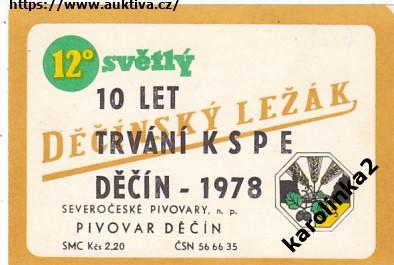 https://www.auktiva.cz/
12° světlý
10 LET
DĚČÍNSKÝ LEŽÁK
TRVÁNÍ KSPE
DĚČÍN - 1978
SEVEROČESKÉ PIVOVARY, n. p.
PIVOVAR DĚČÍN
SMC Kčs 2,20 ČSN 56 66 35
karolinka2